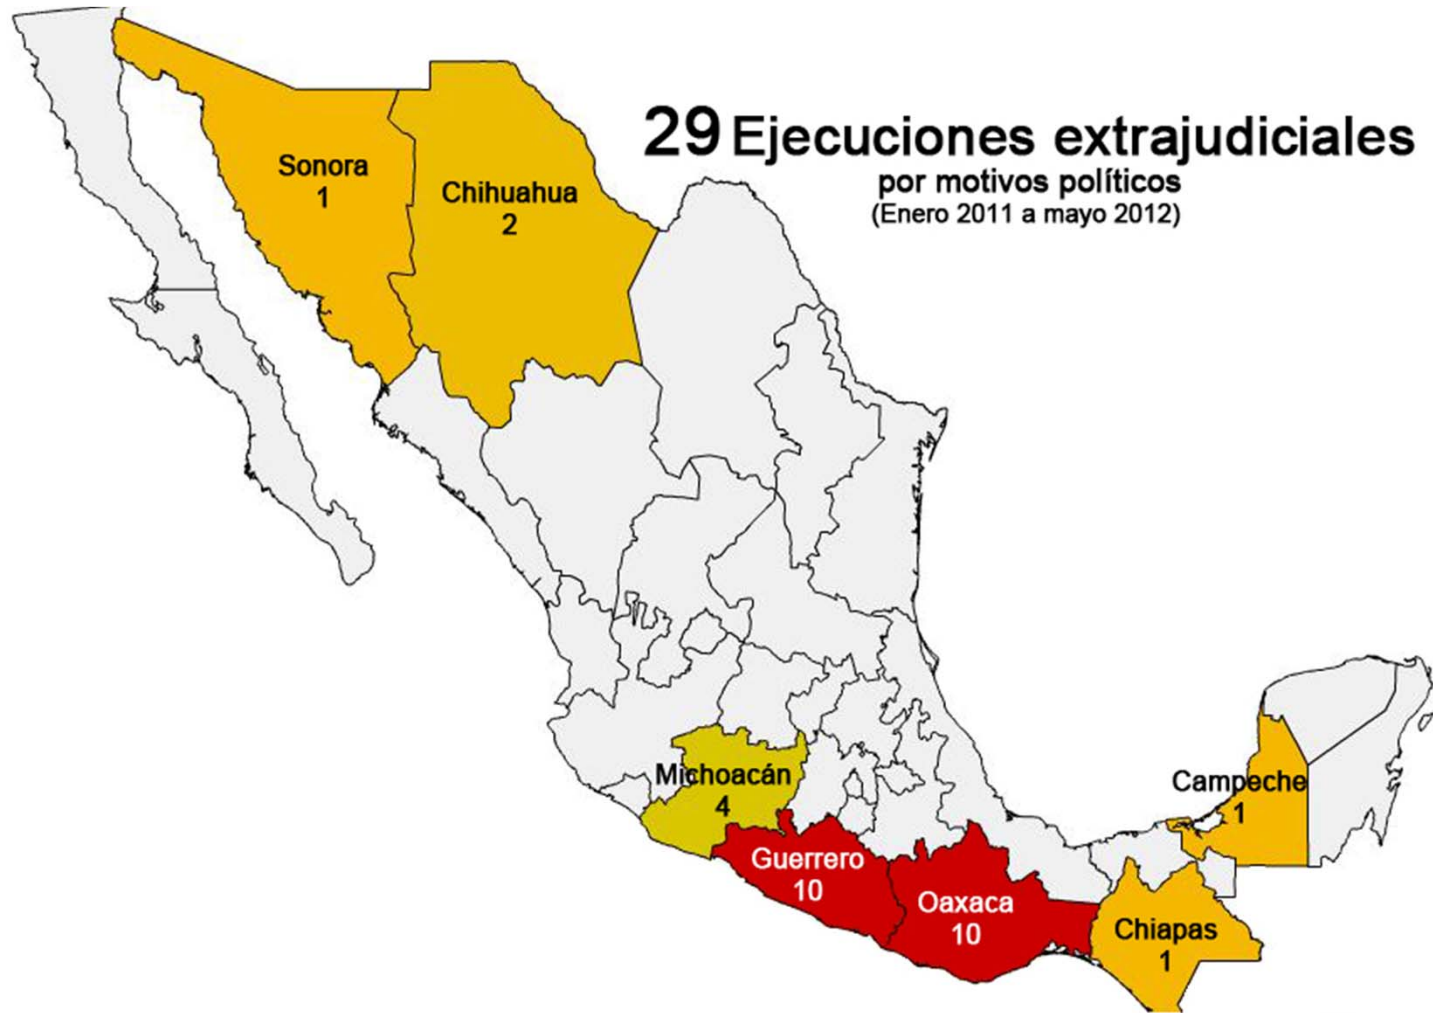 29 Ejecuciones extrajudiciales
por motivos políticos
(Enero 2011 a mayo 2012)
Sonora
1
Chihuahua
2
Michoacán
4
Guerrero
10
Oaxaca
10
Campeche
1
Chiapas
1